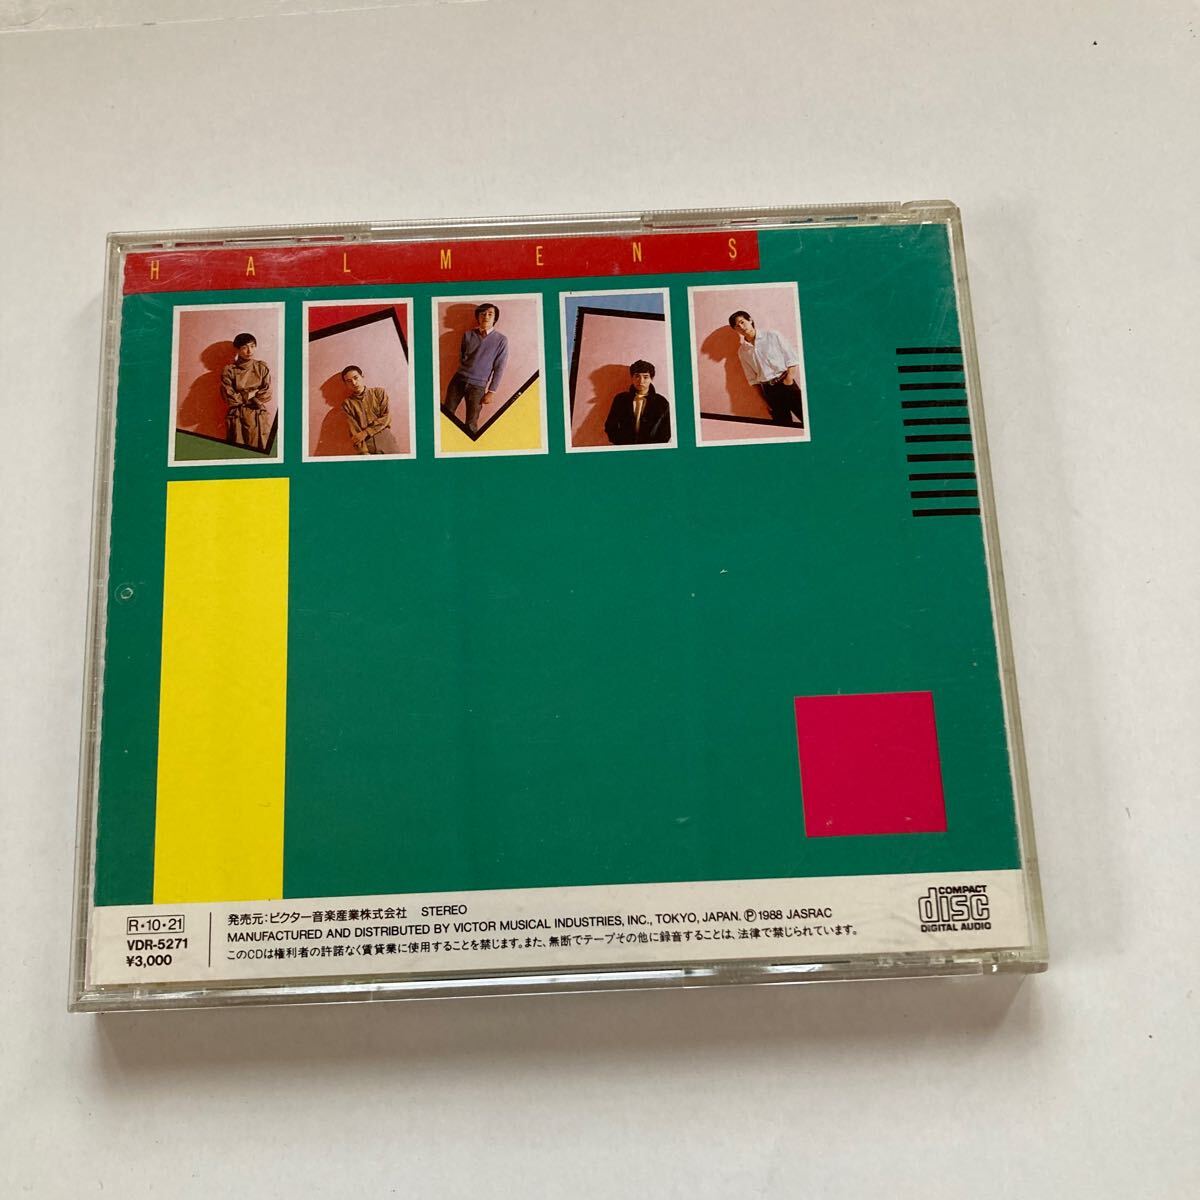 HALMENS
R・10・21
VDR-5271
¥3,000
発売元：ビクター音楽産業株式会社 STEREO
MANUFACTURED AND DISTRIBUTED BY VICTOR MUSICAL INDUSTRIES, INC., TOKYO, JAPAN. Ⓟ1988 JASRAC
このCDは権利者の許諾なく賃貸業に使用することを禁じます。また、無断でテープその他に録音することは、法律で禁じられています。
COMPACT
disc
DIGITAL AUDIO